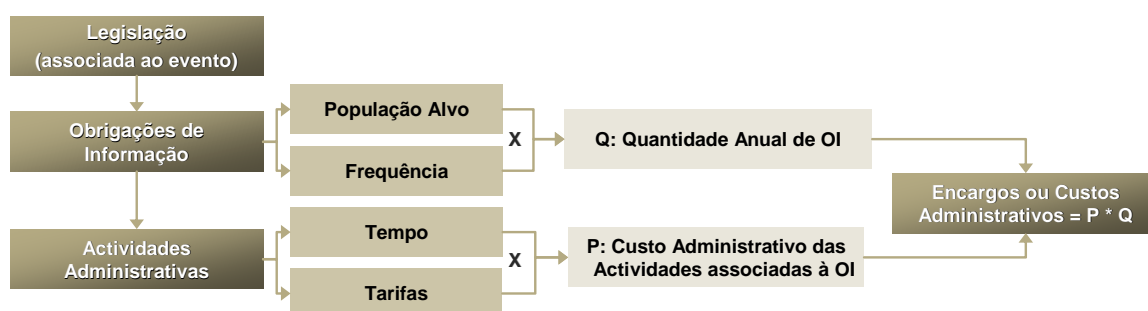 Legislação
(associada ao evento)
População Alvo
Obrigações de
Informação
X
Q: Quantidade Anual de OI
Frequência
Encargos ou Custos
Administrativos = P * Q
Tempo
Actividades
Administrativas
X
P: Custo Administrativo das
Actividades associadas à OI
Tarifas